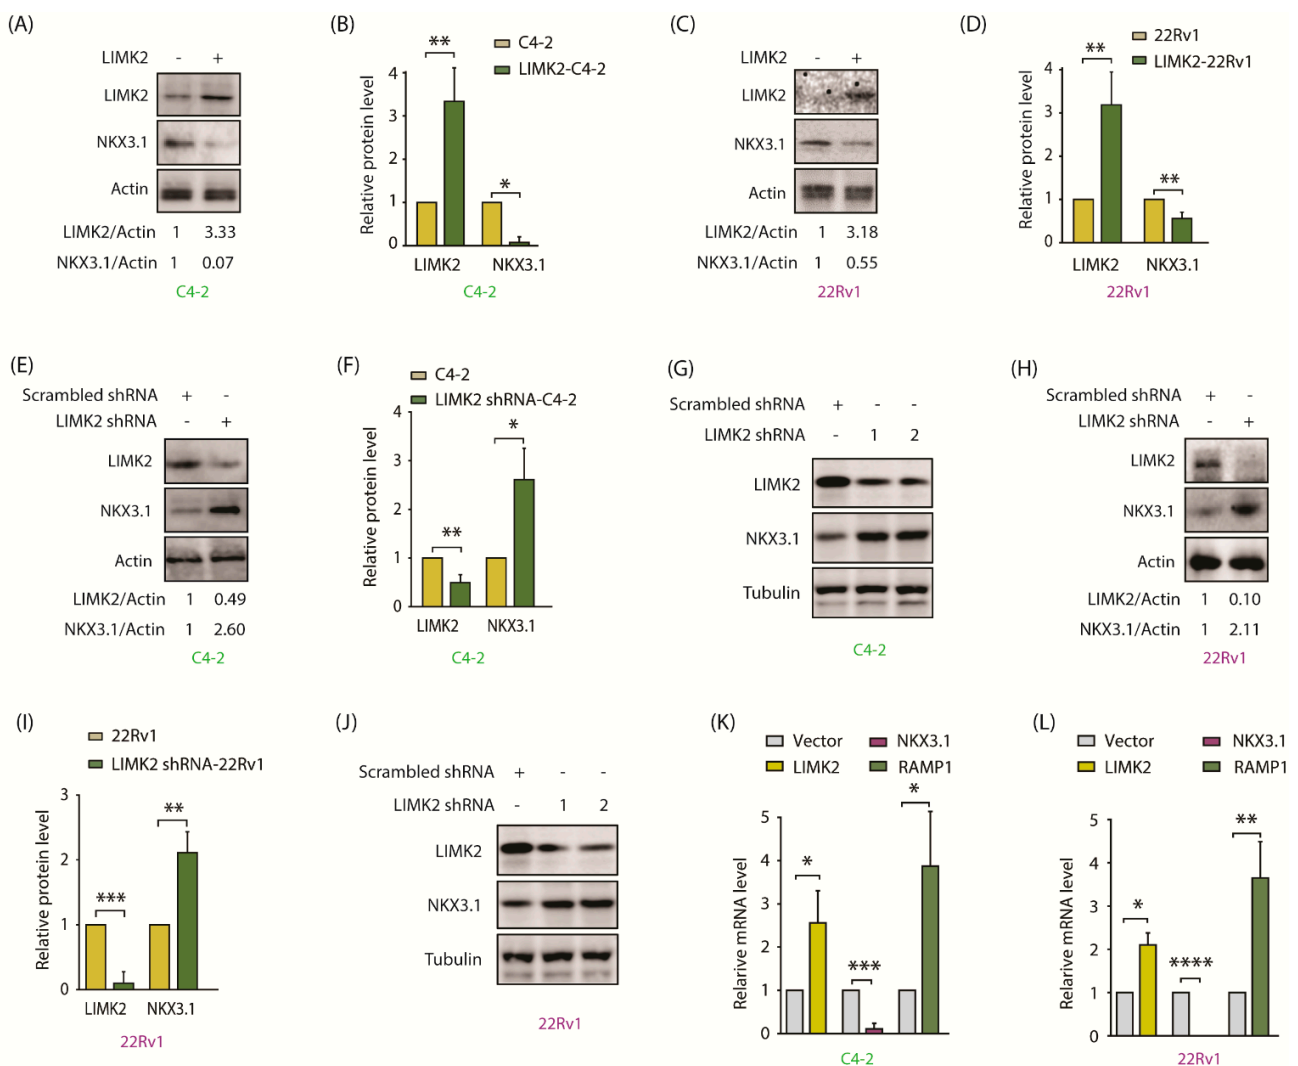 (A)
LIMK2 - +
LIMK2
NKX3.1
Actin
LIMK2/Actin 1 3.33
NKX3.1/Actin 1 0.07
C4-2
(B)
C4-2
LIMK2-C4-2
Relative protein level
4
3
2
1
0
**
*
LIMK2 NKX3.1
C4-2
(C)
LIMK2 - +
LIMK2
NKX3.1
Actin
LIMK2/Actin 1 3.18
NKX3.1/Actin 1 0.55
22Rv1
(D)
22Rv1
LIMK2-22Rv1
Relative protein level
4
3
2
1
0
**
**
LIMK2 NKX3.1
22Rv1
(E)
Scrambled shRNA + -
LIMK2 shRNA - +
LIMK2
NKX3.1
Actin
LIMK2/Actin 1 0.49
NKX3.1/Actin 1 2.60
C4-2
(F)
C4-2
LIMK2 shRNA-C4-2
Relative protein level
4
3
2
1
0
**
*
LIMK2 NKX3.1
C4-2
(G)
Scrambled shRNA + - -
LIMK2 shRNA - 1 2
LIMK2
NKX3.1
Tubulin
C4-2
(H)
Scrambled shRNA + -
LIMK2 shRNA - +
LIMK2
NKX3.1
Actin
LIMK2/Actin 1 0.10
NKX3.1/Actin 1 2.11
22Rv1
(I)
22Rv1
LIMK2 shRNA-22Rv1
Relative protein level
3
2
1
0
***
**
LIMK2 NKX3.1
22Rv1
(J)
Scrambled shRNA + - -
LIMK2 shRNA - 1 2
LIMK2
NKX3.1
Tubulin
22Rv1
(K)
Vector NKX3.1
LIMK2 RAMP1
Relarive mRNA level
5
4
3
2
1
0
*
***
*
C4-2
(L)
Vector NKX3.1
LIMK2 RAMP1
Relarive mRNA level
5
4
3
2
1
0
*
****
**
22Rv1